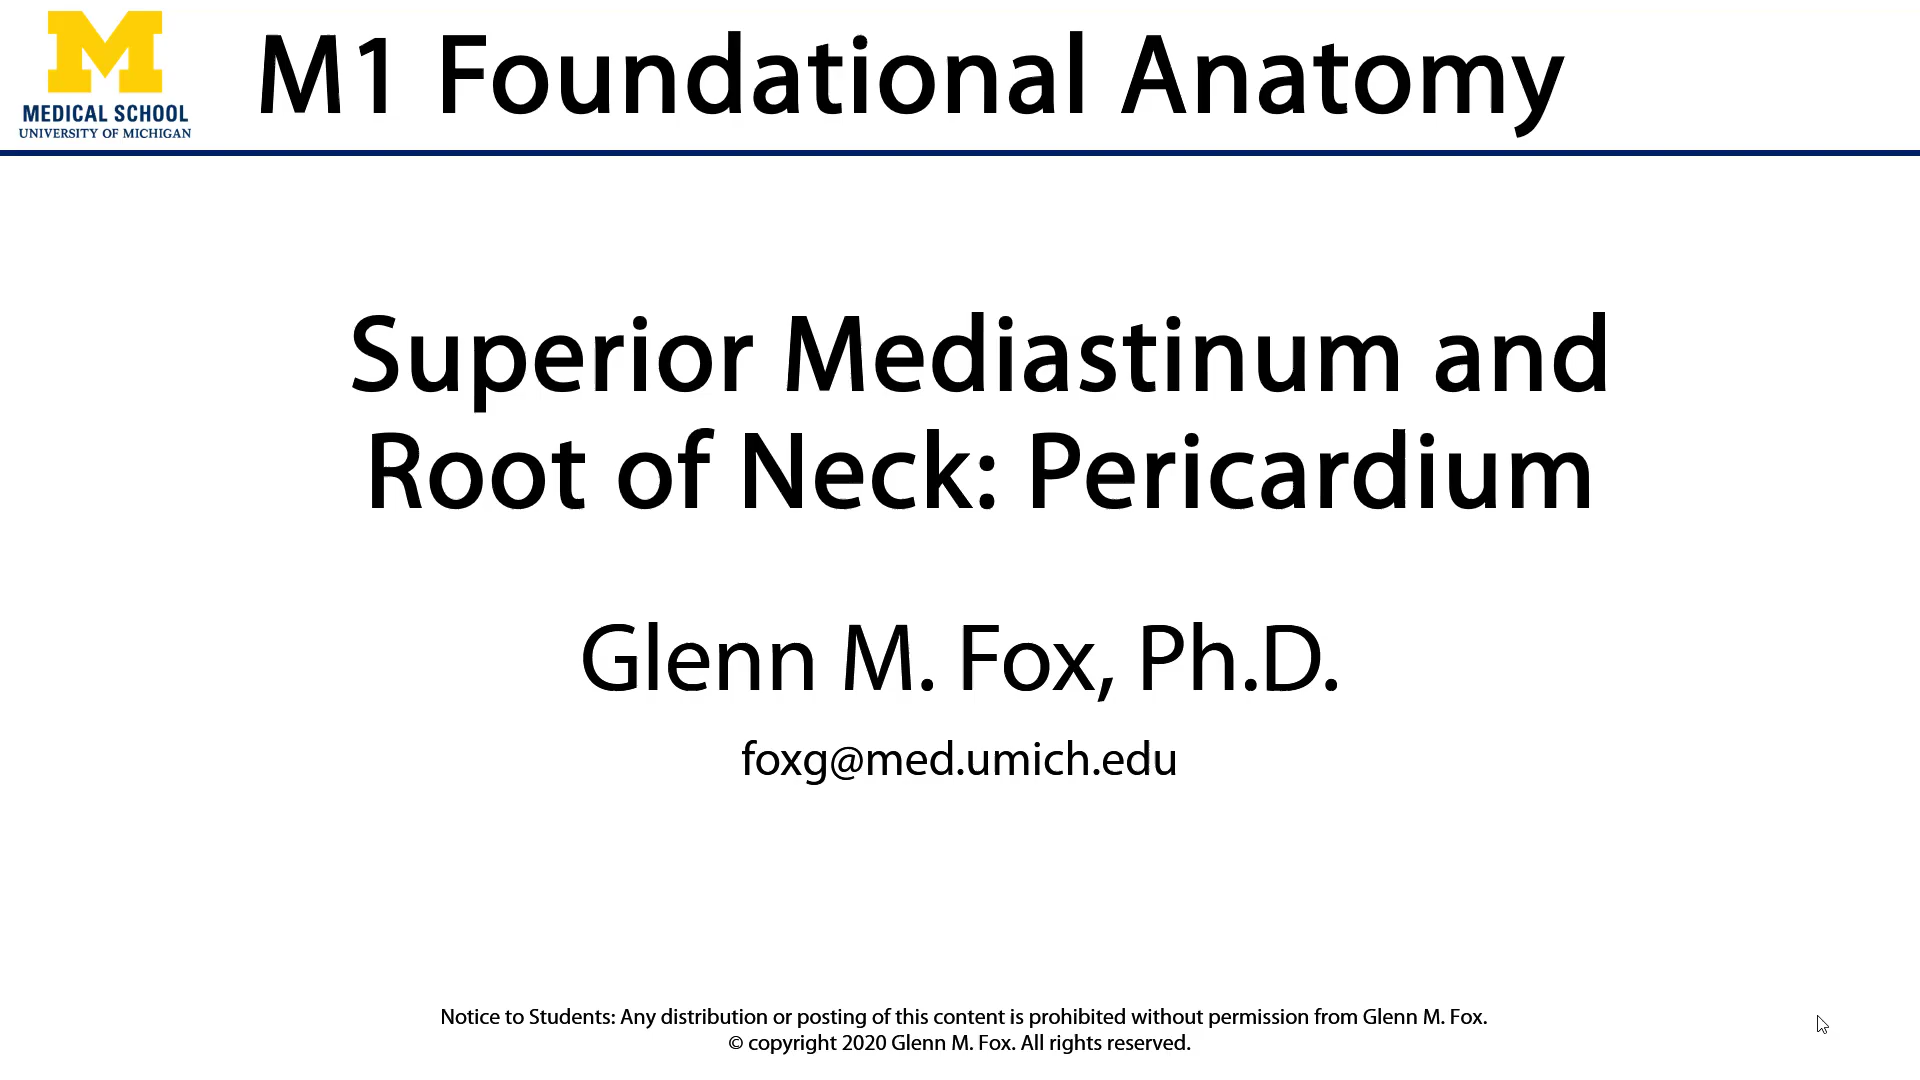 M
MEDICAL SCHOOL
UNIVERSITY OF MICHIGAN
M1 Foundational Anatomy
Superior Mediastinum and
Root of Neck: Pericardium
Glenn M. Fox, Ph.D.
foxg@med.umich.edu
Notice to Students: Any distribution or posting of this content is prohibited without permission from Glenn M. Fox.
© copyright 2020 Glenn M. Fox. All rights reserved.